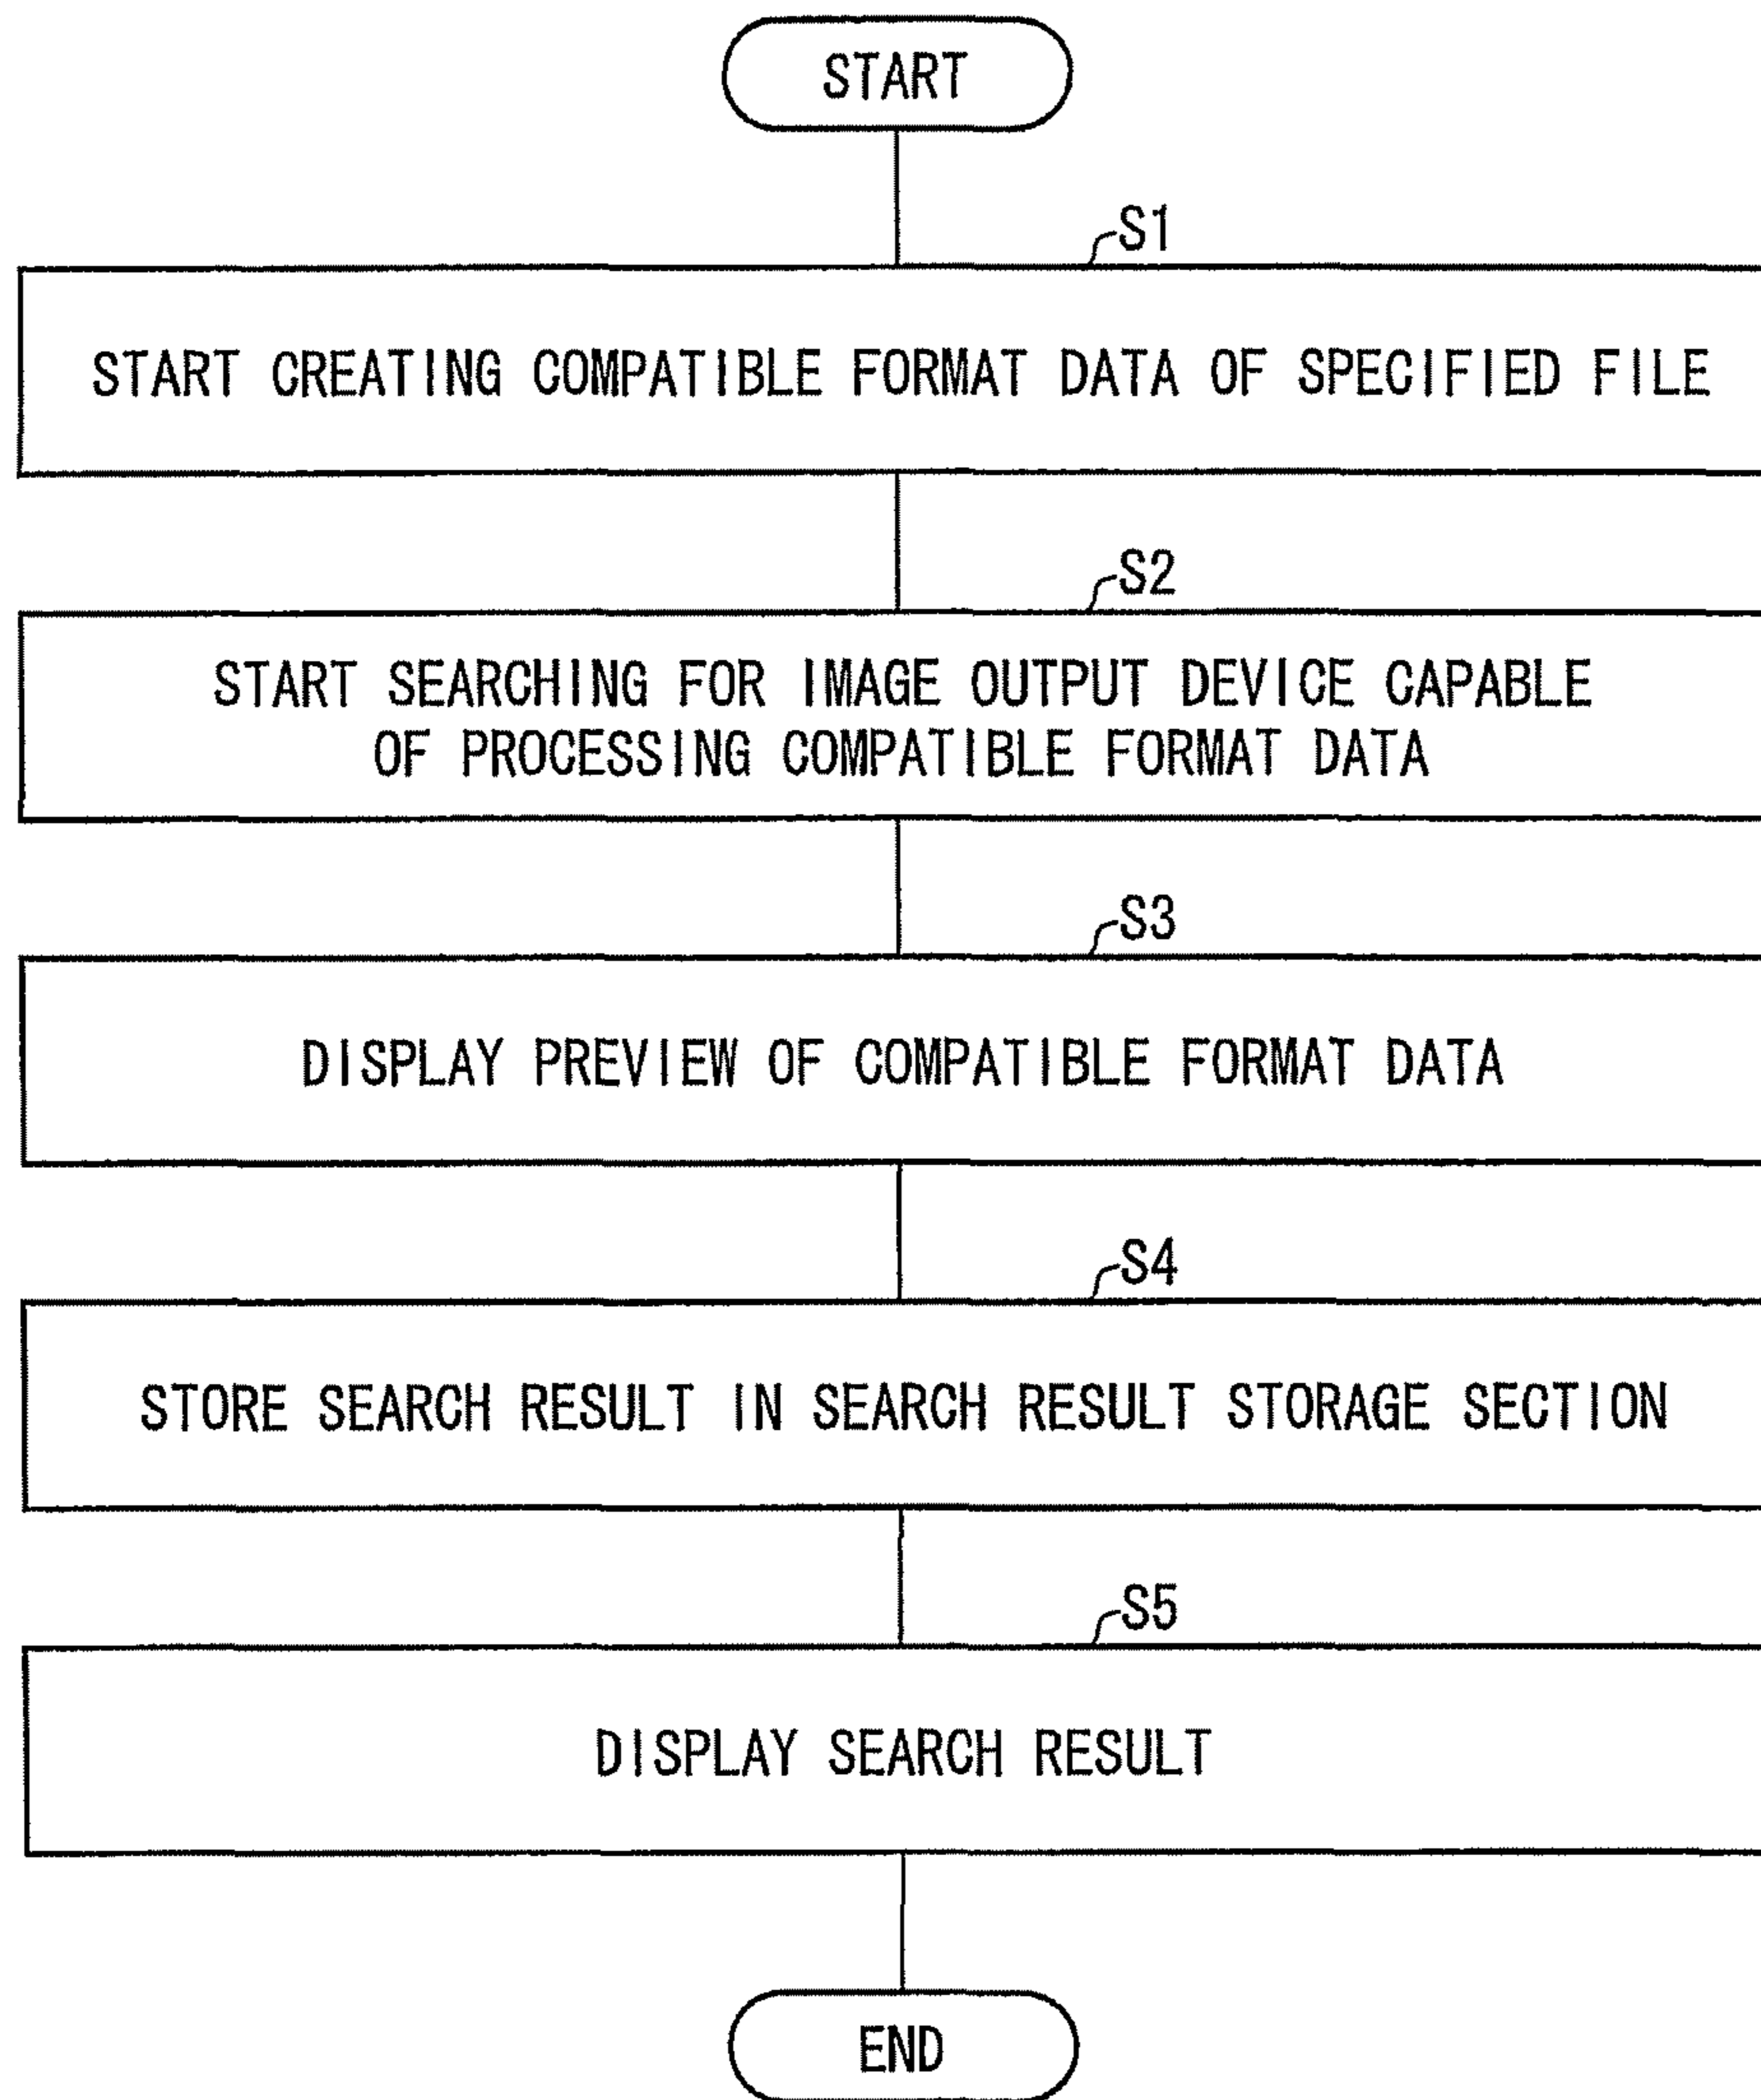 START
S1
START CREATING COMPATIBLE FORMAT DATA OF SPECIFIED FILE
S2
START SEARCHING FOR IMAGE OUTPUT DEVICE CAPABLE
OF PROCESSING COMPATIBLE FORMAT DATA
S3
DISPLAY PREVIEW OF COMPATIBLE FORMAT DATA
S4
STORE SEARCH RESULT IN SEARCH RESULT STORAGE SECTION
S5
DISPLAY SEARCH RESULT
END